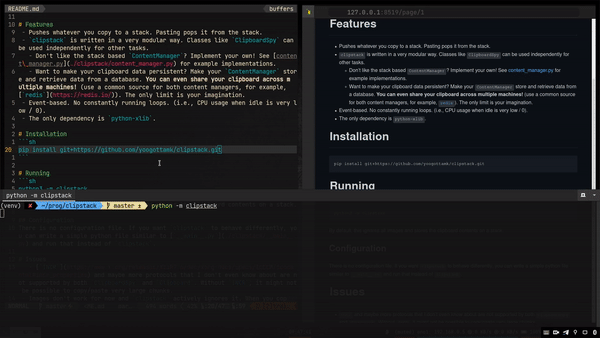 README.md
buffers
# Features
- Pushes whatever you copy to a stack. Pasting pops it from the stack.
- `clipstack` is written in a very modular way. Classes like `ClipboardSpy` can
be used independently for other tasks.
- Don't like the stack based `ContentManager`? Implement your own! See [conten
t\_manager.py](./clipstack/content_manager.py) for example implementations.
- Want to make your clipboard data persistent? Make your `ContentManager` stor
e and retrieve data from a database. You can even share your clipboard across m
ultiple machines! (use a common source for both content managers, for example,
[`redis`](https://redis.io/)). The only limit is your imagination.
- Event-based. No constantly running loops. (i.e., CPU usage when idle is very l
ow / 0).
- The only dependency is `python-xlib`.
# Installation
```sh
20 pip install git+https://github.com/yoogottamk/clipstack.git
```
# Running
```sh
python3 -m clipstack
127.0.0.1:8519/page/1
Features
Pushes whatever you copy to a stack. Pasting pops it from the stack.
clipstack is written in a very modular way. Classes like ClipboardSpy can be used independently for
other tasks.
Don't like the stack based ContentManager? Implement your own! See content_manager.py for
example implementations.
Want to make your clipboard data persistent? Make your ContentManager store and retrieve data from
a database. You can even share your clipboard across multiple machines! (use a common source for
both content managers, for example, redis). The only limit is your imagination.
Event-based. No constantly running loops. (i.e., CPU usage when idle is very low / 0).
The only dependency is python-xlib.
Installation
pip install git+https://github.com/yoogottamk/clipstack.git
Running
python -m clipstack
(venv) ✘ ~/prog/clipstack master ± python -m clipstack
Configuration
Issues